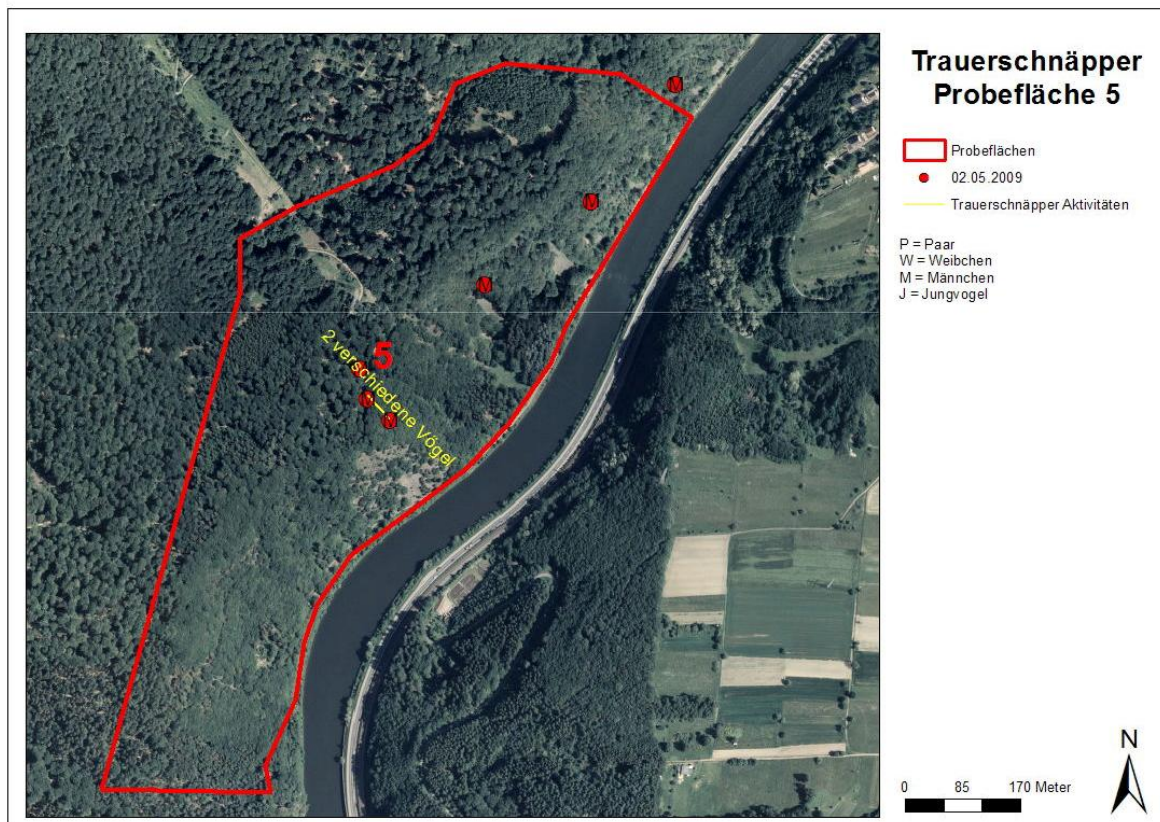 Trauerschnäpper
Probefläche 5
Probeflächen
02.05.2009
Trauerschnäpper Aktivitäten
P = Paar
W = Weibchen
M = Männchen
J = Jungvogel
M
M
M
5
2 verschiedene Vögel
M
M
N
0 85 170 Meter